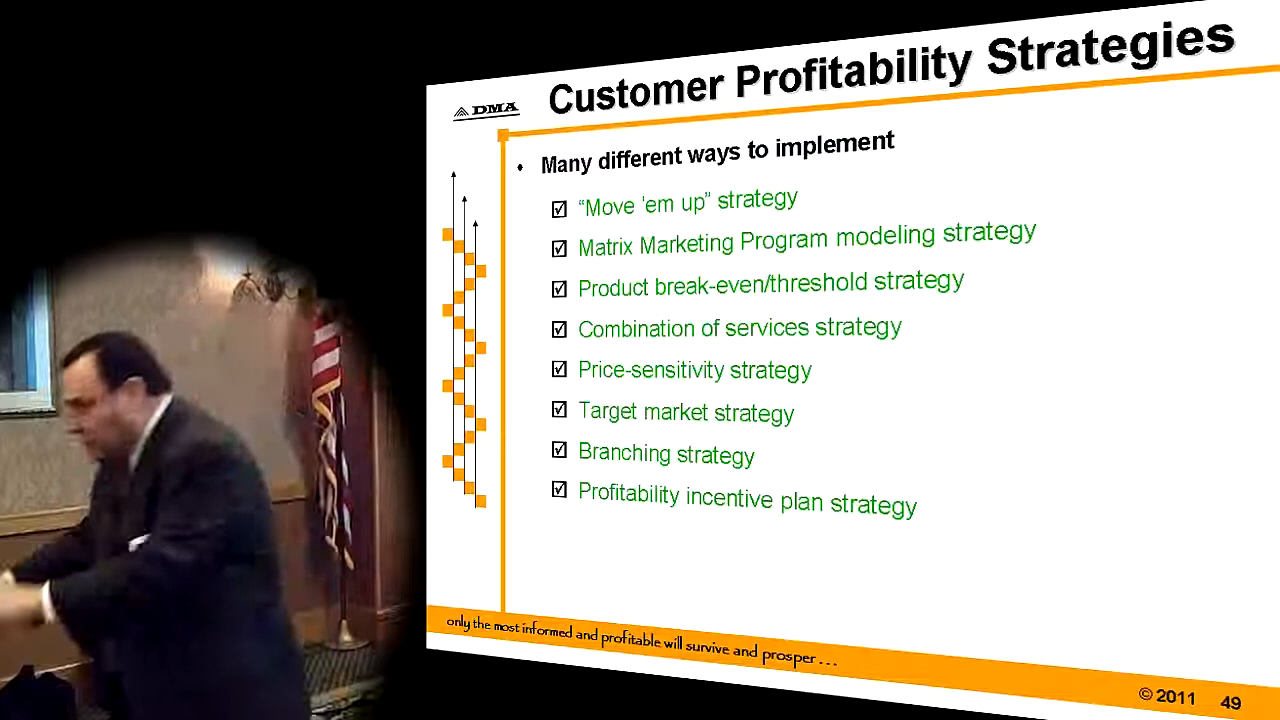 Customer Profitability Strategies
DMA
• Many different ways to implement
“Move ‘em up” strategy
Matrix Marketing Program modeling strategy
Product break-even/threshold strategy
Combination of services strategy
Price-sensitivity strategy
Target market strategy
Branching strategy
Profitability incentive plan strategy
only the most informed and profitable will survive and prosper . . .
© 2011 49